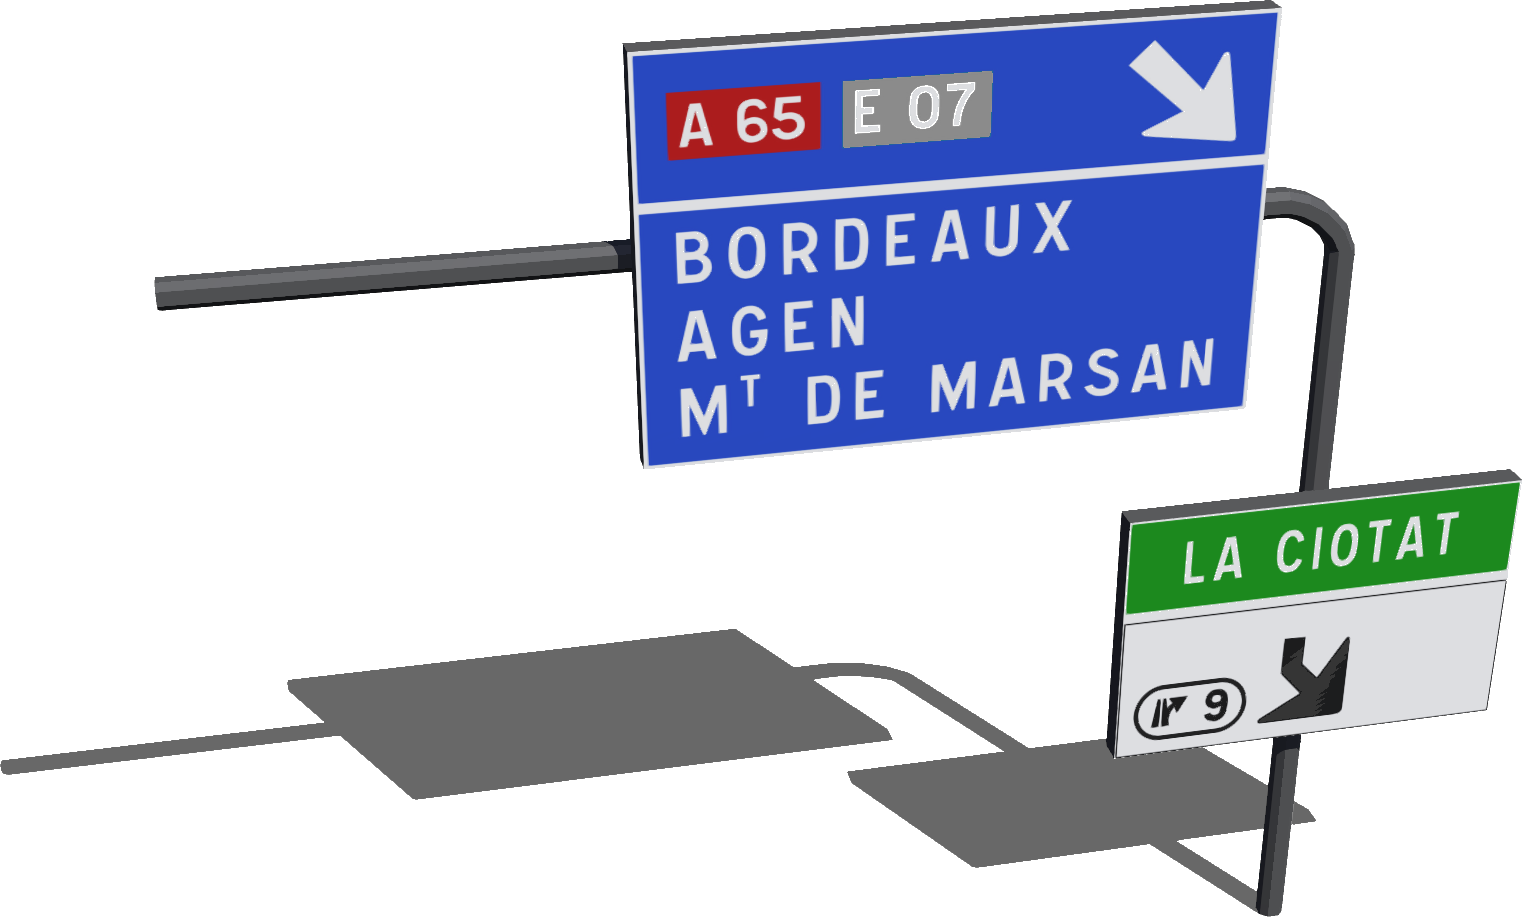 A 65 E 07
BORDEAUX
AGEN
Mᵀ DE MARSAN
LA CIOTAT
9